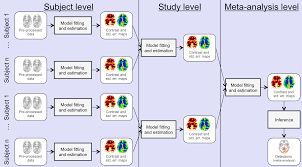 Subject level
Study level
Meta-analysis level
Subject 1
Pre-processed
data
Model fitting
and estimation
Contrast and
std. err. maps
...
Subject n
Pre-processed
data
Model fitting
and estimation
Contrast and
std. err. maps
Model fitting
and estimation
Contrast and
std. err. maps
Subject 1
Pre-processed
data
Model fitting
and estimation
Contrast and
std. err. maps
...
Subject n
Pre-processed
data
Model fitting
and estimation
Contrast and
std. err. maps
Model fitting
and estimation
Contrast and
std. err. maps
Model fitting
and estimation
Contrast and
std. err. maps
Inference
Detections
(meta-analysis)